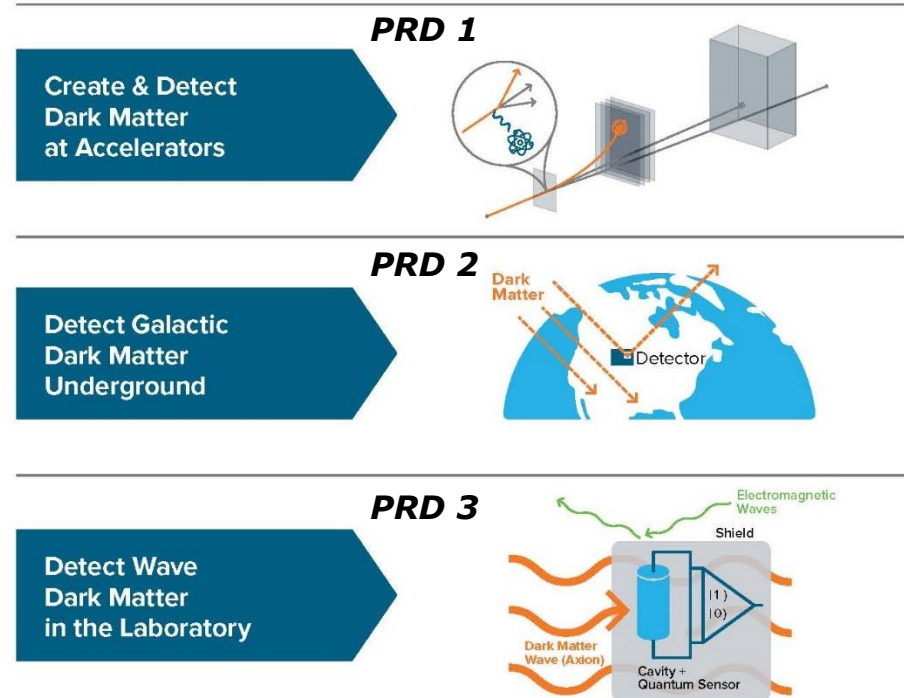 PRD 1
Create & Detect
Dark Matter
at Accelerators
PRD 2
Detect Galactic
Dark Matter
Underground
Dark
Matter
Detector
PRD 3
Detect Wave
Dark Matter
in the Laboratory
Electromagnetic
Waves
Shield
|1⟩
|0⟩
Dark Matter
Wave (Axion)
Cavity +
Quantum Sensor